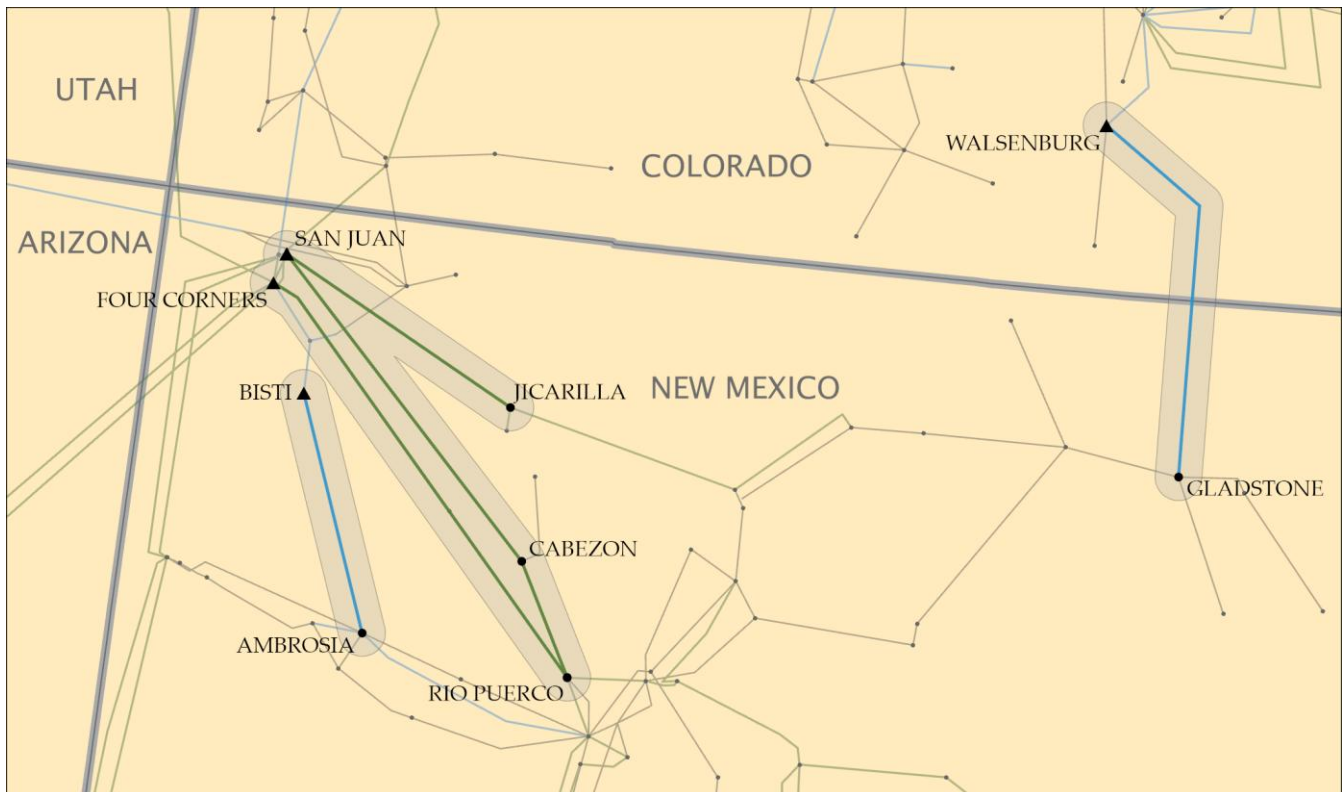 UTAH
WALSENBURG
COLORADO
ARIZONA
SAN JUAN
FOUR CORNERS
BISTI
JICARILLA
NEW MEXICO
GLADSTONE
CABEZON
AMBROSIA
RIO PUERCO